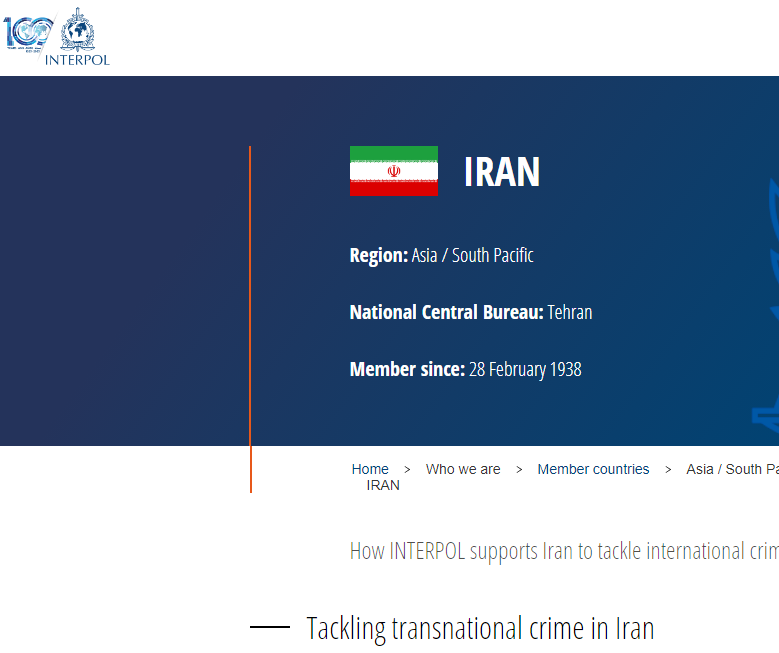 100
INTERPOL
IRAN
Region: Asia / South Pacific
National Central Bureau: Tehran
Member since: 28 February 1938
Home > Who we are > Member countries > Asia / South Pa
IRAN
How INTERPOL supports Iran to tackle international crim
Tackling transnational crime in Iran